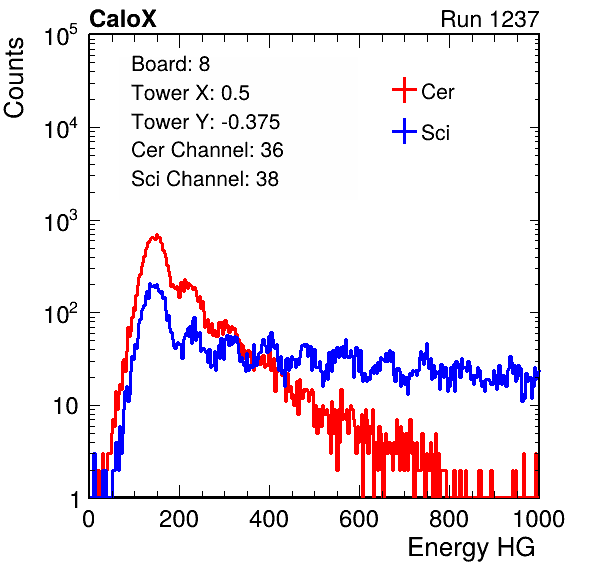 CaloX Run 1237
Counts
Board: 8
Tower X: 0.5
Tower Y: -0.375
Cer Channel: 36
Sci Channel: 38
Cer
Sci
10^5
10^4
10^3
10^2
10
1
0 200 400 600 800 1000
Energy HG